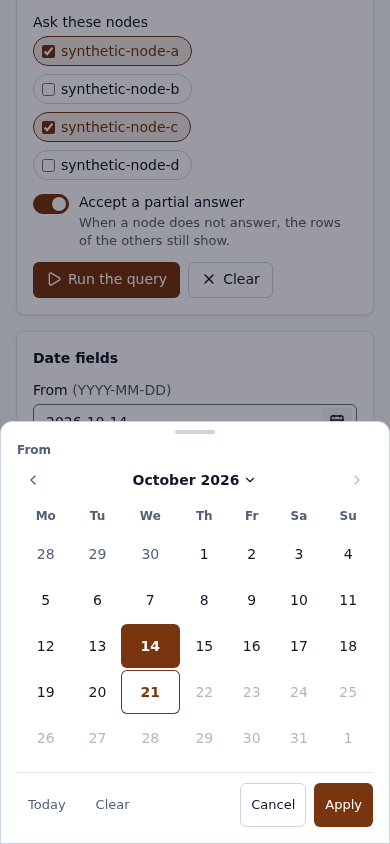 Ask these nodes
synthetic-node-a
synthetic-node-b
synthetic-node-c
synthetic-node-d
Accept a partial answer
When a node does not answer, the rows
of the others still show.
Run the query
Clear
Date fields
From (YYYY-MM-DD)
2026-10-14
From
October 2026
Mo Tu We Th Fr Sa Su
28 29 30 1 2 3 4
5 6 7 8 9 10 11
12 13 14 15 16 17 18
19 20 21 22 23 24 25
26 27 28 29 30 31 1
Today Clear Cancel Apply